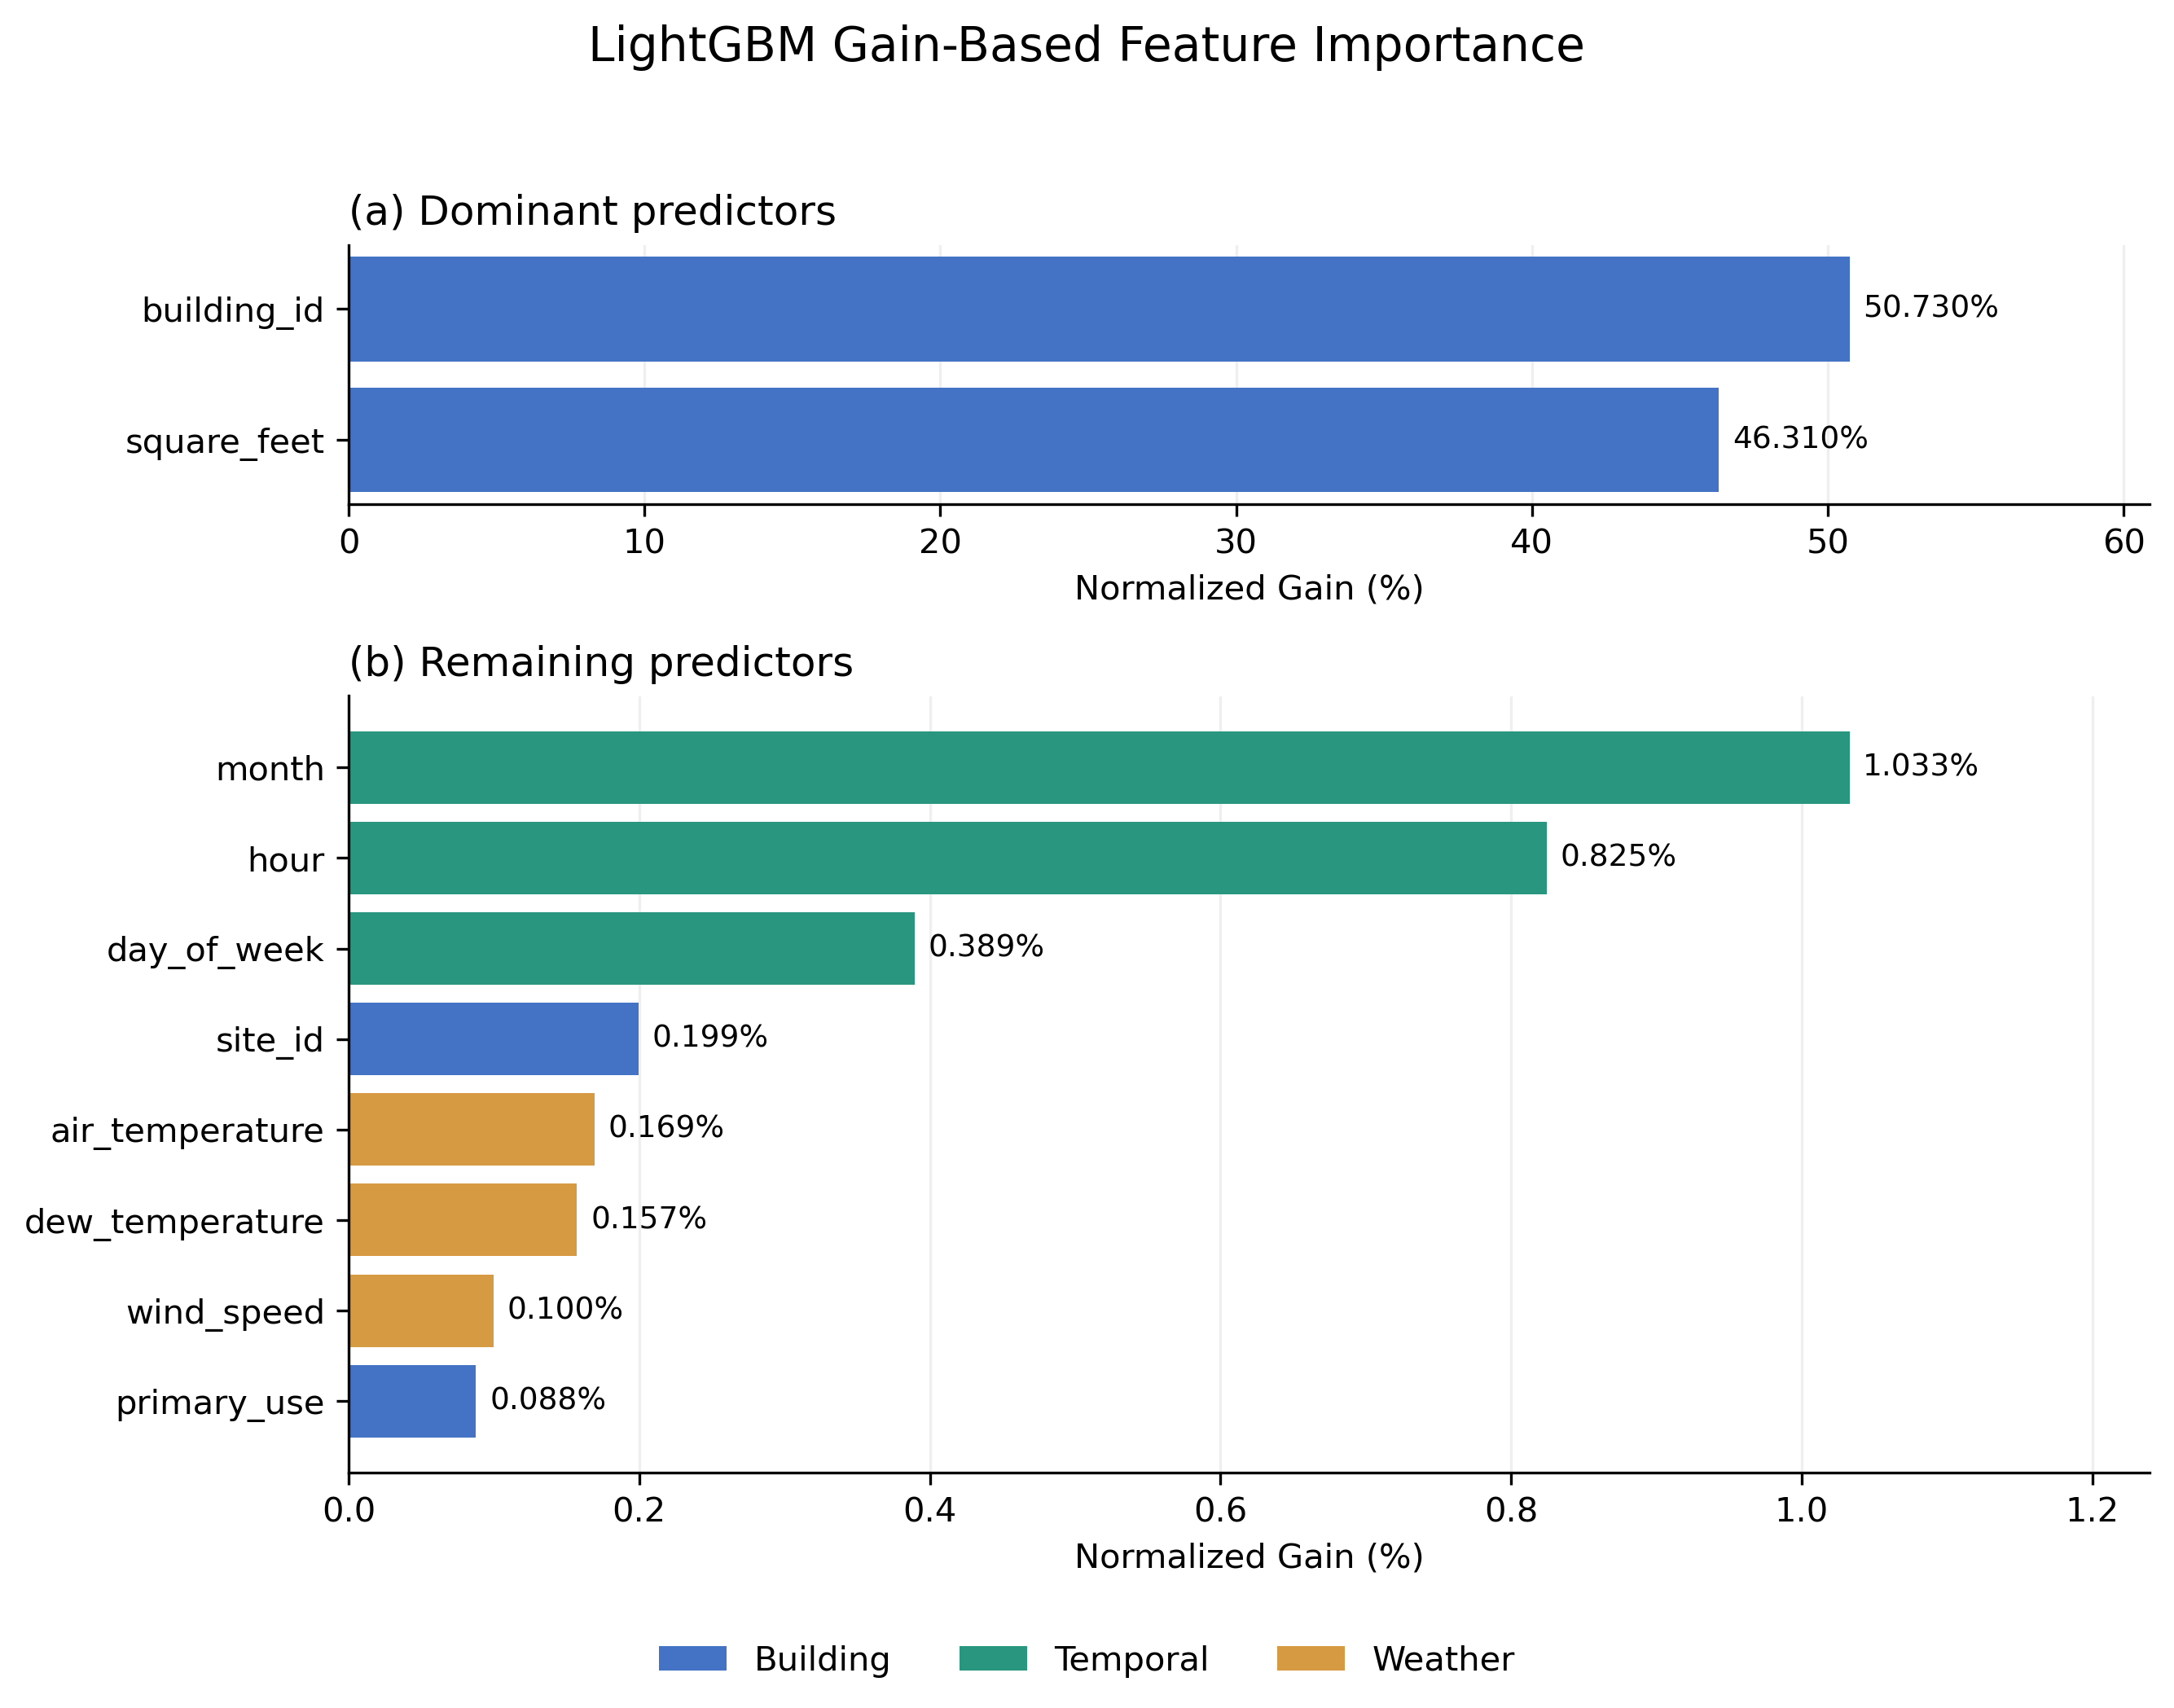 LightGBM Gain-Based Feature Importance
(a) Dominant predictors
building_id 50.730%
square_feet 46.310%
0 10 20 30 40 50 60
Normalized Gain (%)
(b) Remaining predictors
month 1.033%
hour 0.825%
day_of_week 0.389%
site_id 0.199%
air_temperature 0.169%
dew_temperature 0.157%
wind_speed 0.100%
primary_use 0.088%
0.0 0.2 0.4 0.6 0.8 1.0 1.2
Normalized Gain (%)
Building Temporal Weather